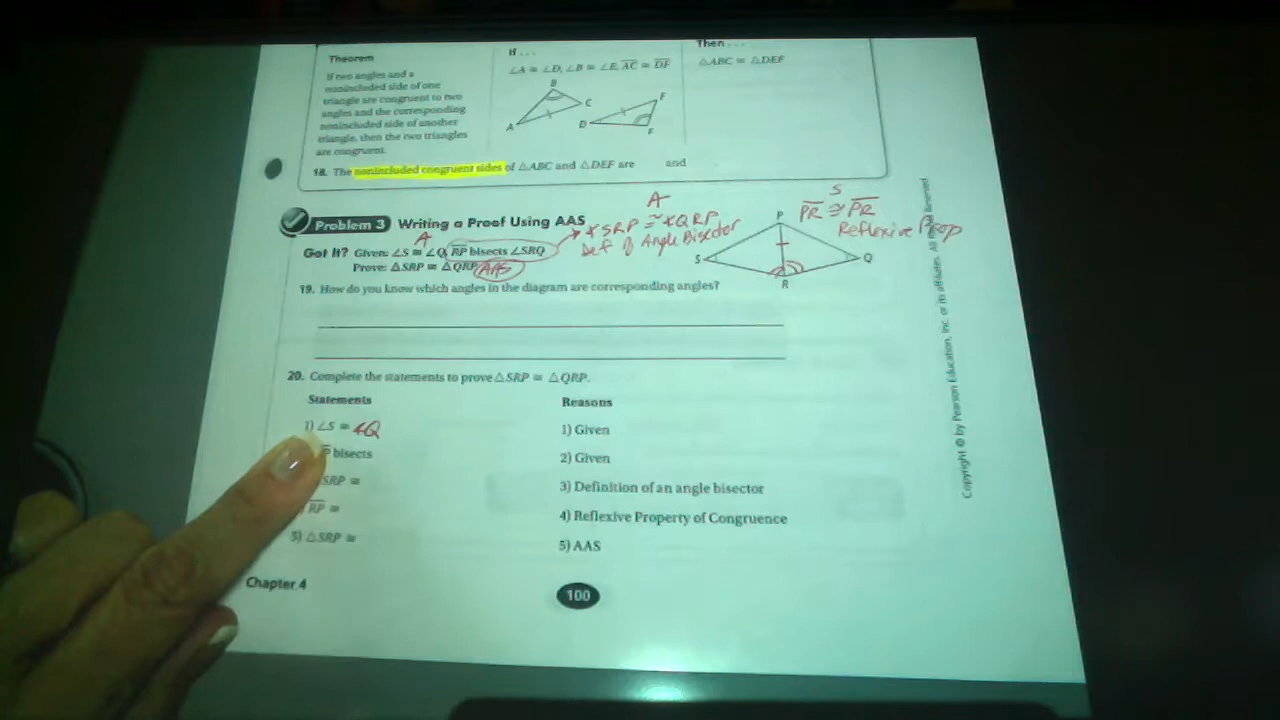 Theorem
If two angles and a
nonincluded side of one
triangle are congruent to two
angles and the corresponding
nonincluded side of another
triangle, then the two triangles
are congruent.
If . . .
∠A ≅ ∠D, ∠B ≅ ∠E, AC ≅ DF
B
C
A
F
D
E
Then . . .
△ABC ≅ △DEF
18. The nonincluded congruent sides of △ABC and △DEF are and
Problem 3 Writing a Proof Using AAS
A
Got It? Given: ∠S ≅ ∠Q, RP bisects ∠SRQ
Prove: △SRP ≅ △QRP AAS
A
∠SRP ≅ ∠QRP
Def of Angle Bisector
S
PR ≅ PR
Reflexive Prop
P
S
Q
R
19. How do you know which angles in the diagram are corresponding angles?
20. Complete the statements to prove △SRP ≅ △QRP.
Statements
1) ∠S ≅ ∠Q
bisects
SRP ≅
RP ≅
5) △SRP ≅
Reasons
1) Given
2) Given
3) Definition of an angle bisector
4) Reflexive Property of Congruence
5) AAS
Chapter 4
100
Copyright © by Pearson Education, Inc. or its affiliates. All Rights Reserved.